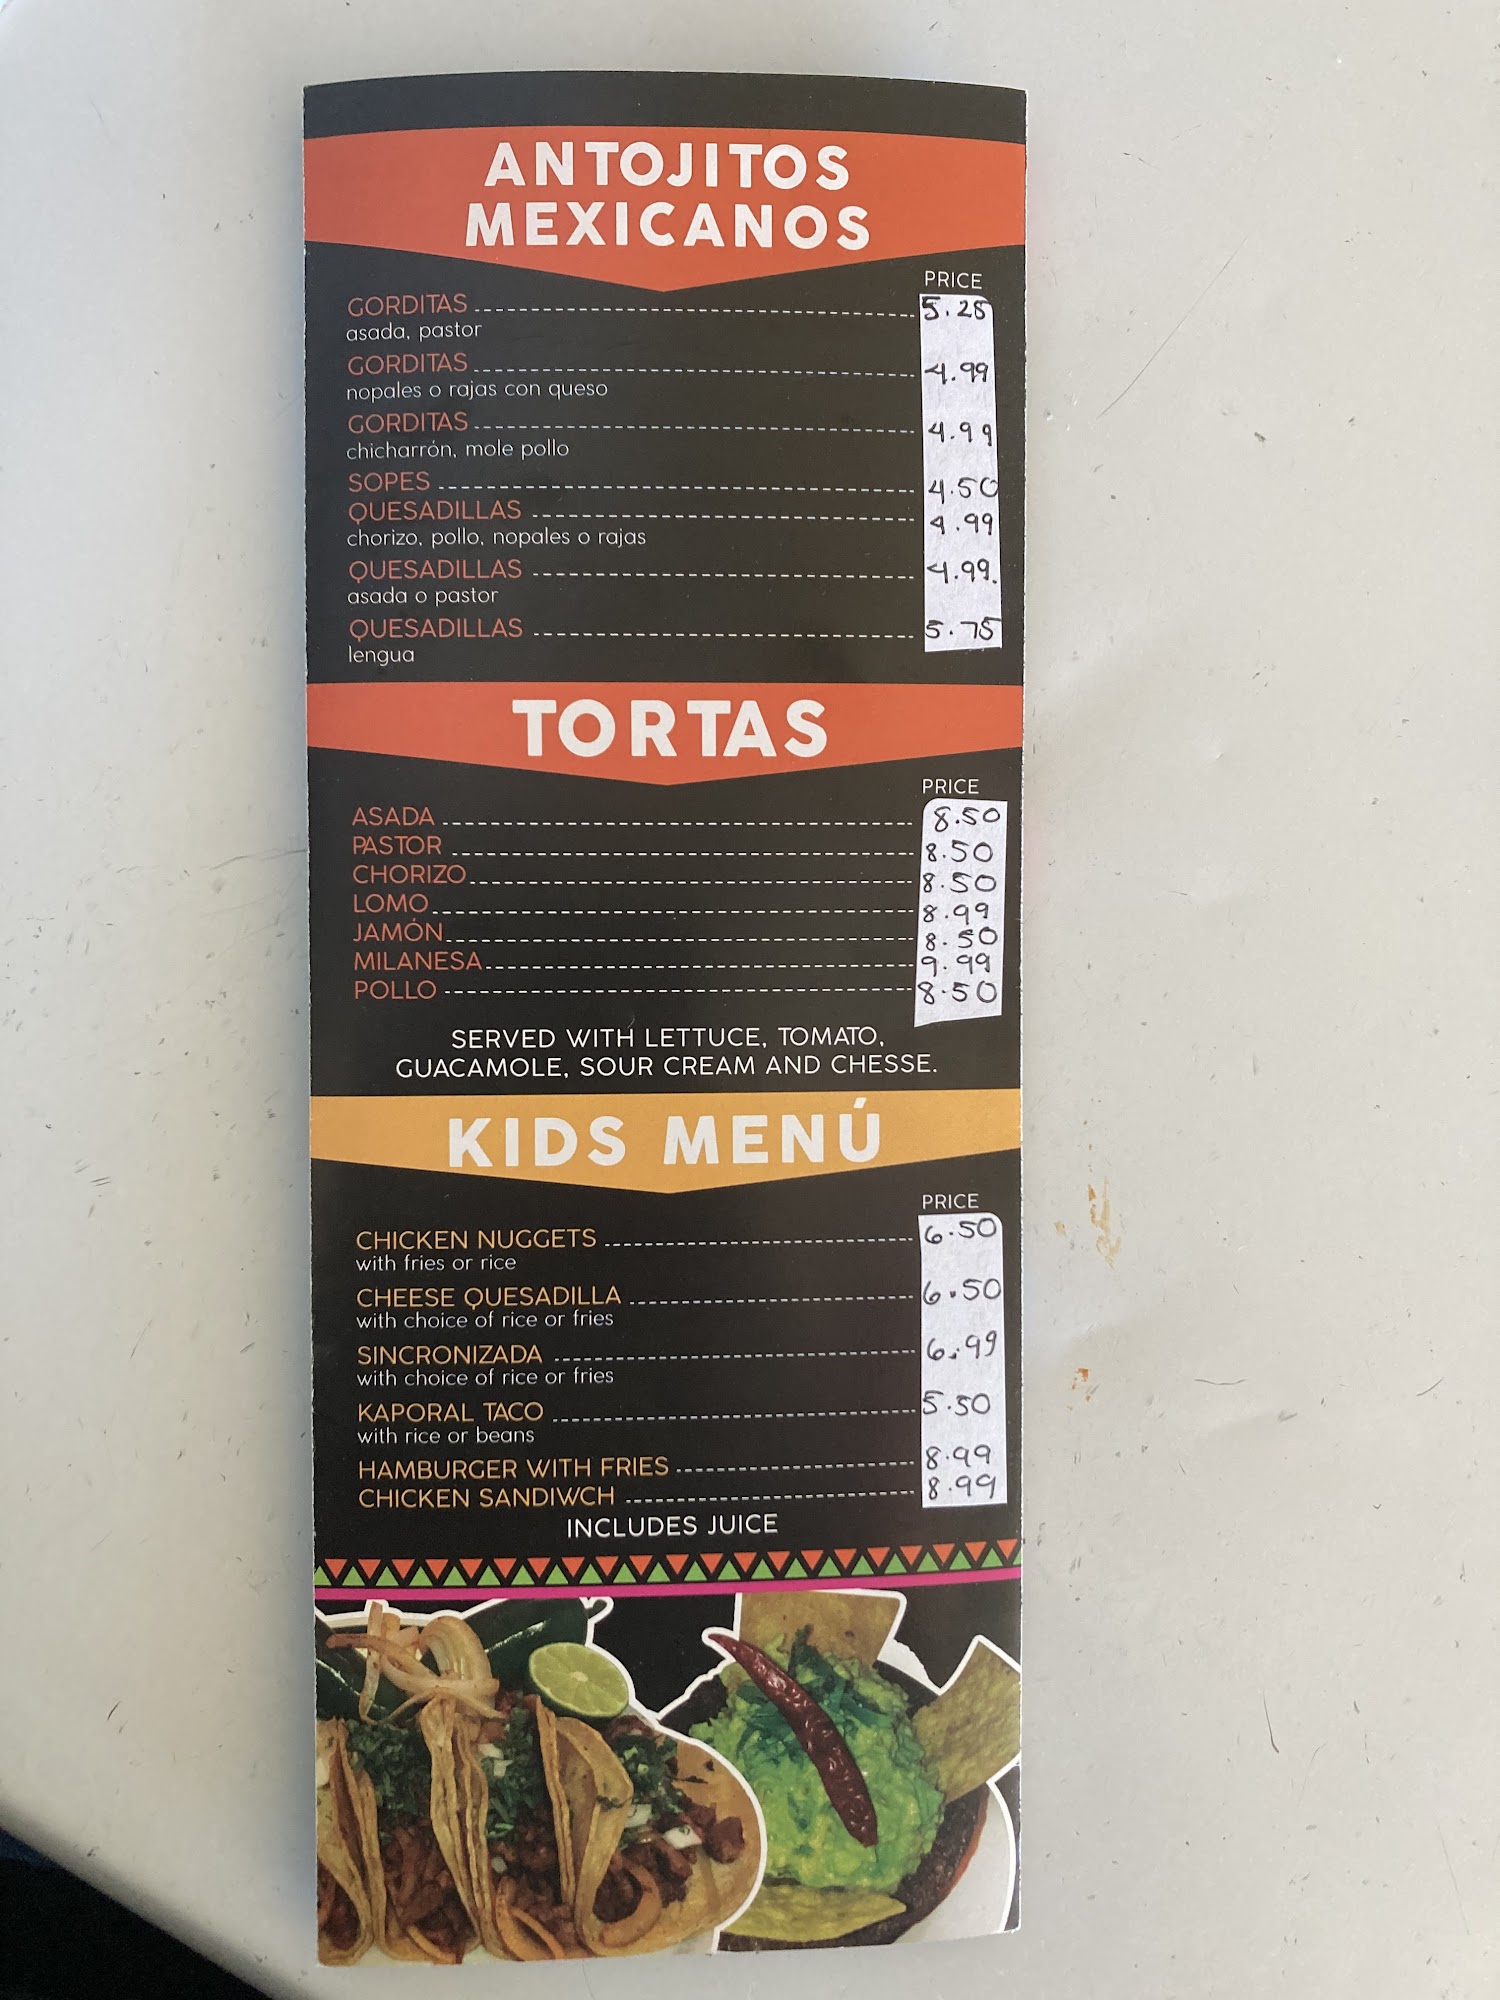 ANTOJITOS
MEXICANOS
PRICE
GORDITAS 5.25
asada, pastor
GORDITAS 4.99
nopales o rajas con queso
GORDITAS 4.99
chicharrón, mole pollo
SOPES 4.50
QUESADILLAS 4.99
chorizo, pollo, nopales o rajas
QUESADILLAS 4.99.
asada o pastor
QUESADILLAS 5.75
lengua
TORTAS
PRICE
ASADA 8.50
PASTOR 8.50
CHORIZO 8.50
LOMO 8.99
JAMÓN 8.50
MILANESA 9.99
POLLO 8.50
SERVED WITH LETTUCE, TOMATO,
GUACAMOLE, SOUR CREAM AND CHESSE.
KIDS MENÚ
PRICE
CHICKEN NUGGETS 6.50
with fries or rice
CHEESE QUESADILLA 6.50
with choice of rice or fries
SINCRONIZADA 6.99
with choice of rice or fries
KAPORAL TACO 5.50
with rice or beans
HAMBURGER WITH FRIES 8.99
CHICKEN SANDIWCH 8.99
INCLUDES JUICE